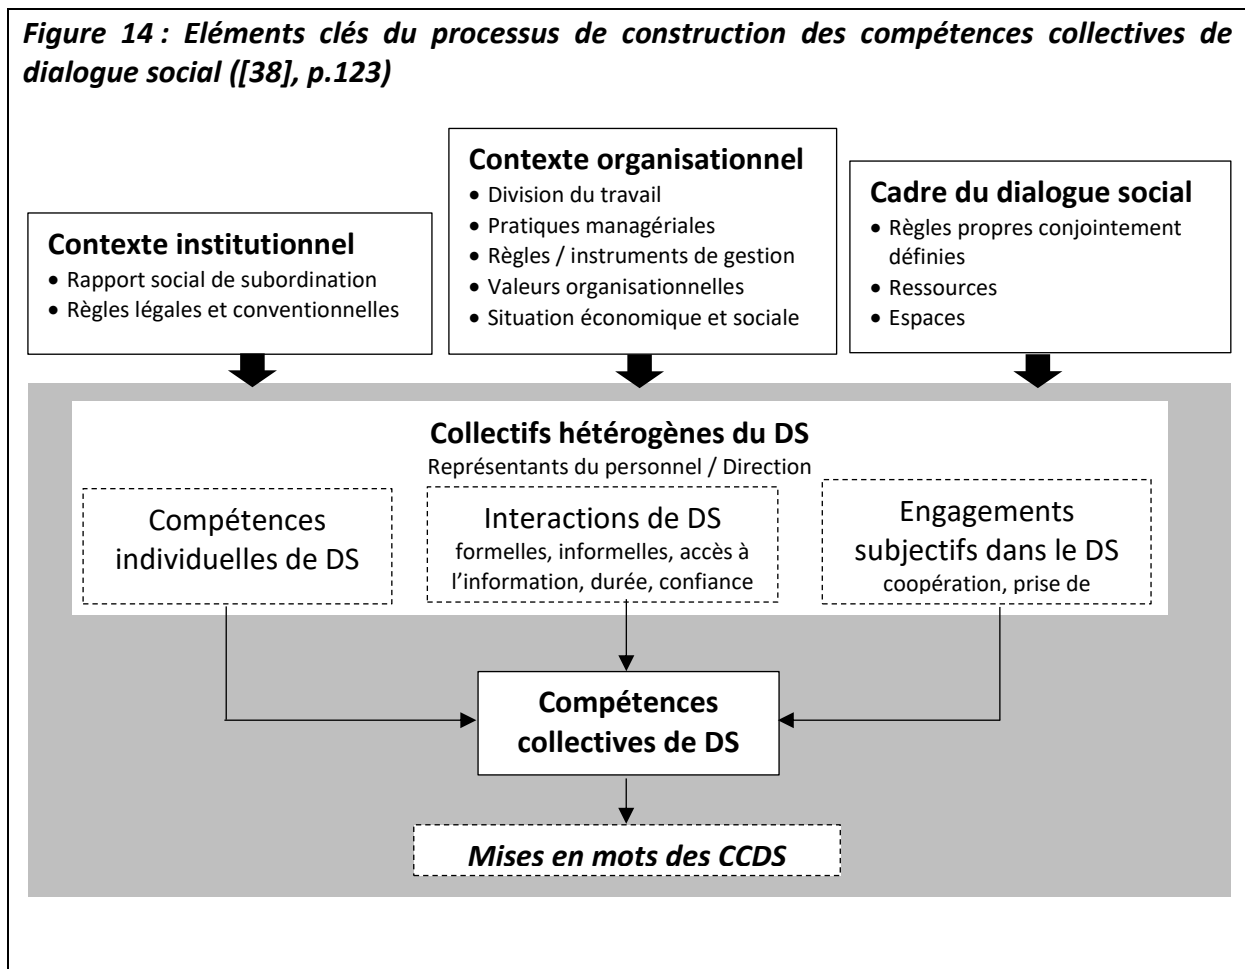 Figure 14 : Eléments clés du processus de construction des compétences collectives de
dialogue social ([38], p.123)
Contexte institutionnel
• Rapport social de subordination
• Règles légales et conventionnelles
Contexte organisationnel
• Division du travail
• Pratiques managériales
• Règles / instruments de gestion
• Valeurs organisationnelles
• Situation économique et sociale
Cadre du dialogue social
• Règles propres conjointement
définies
• Ressources
• Espaces
Collectifs hétérogènes du DS
Représentants du personnel / Direction
Compétences
individuelles de DS
Interactions de DS
formelles, informelles, accès à
l’information, durée, confiance
Engagements
subjectifs dans le DS
coopération, prise de
Compétences
collectives de DS
Mises en mots des CCDS